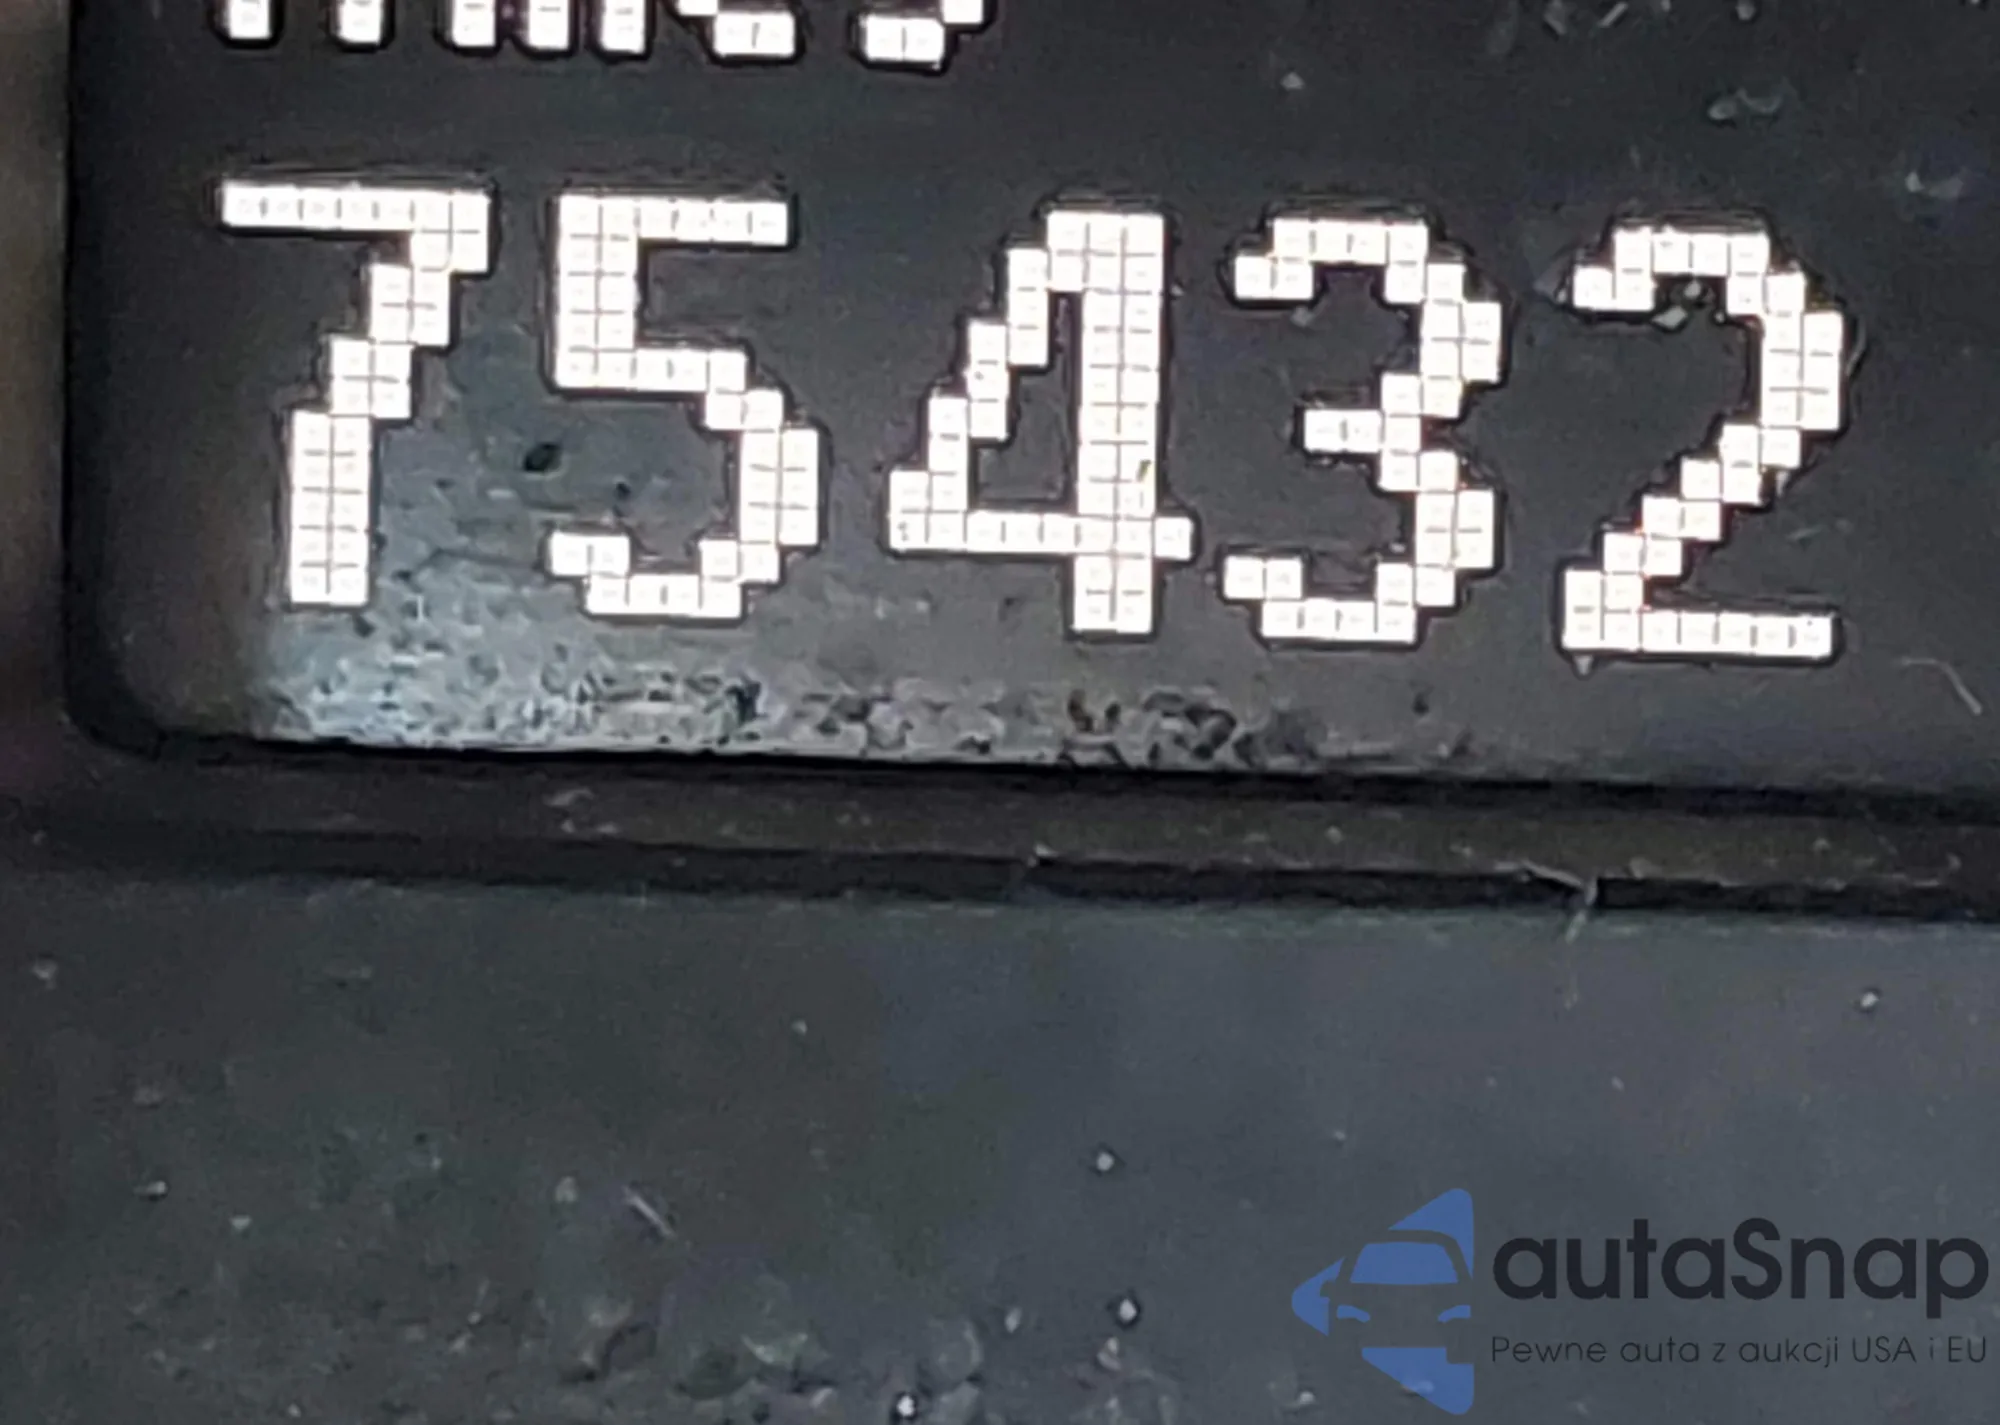 75432
autaSnap
Pewne auta z aukcji USA i EU